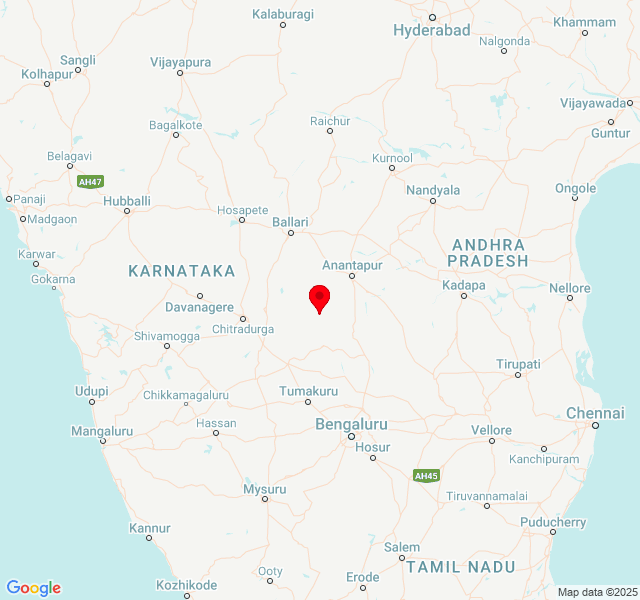 Kalaburagi
Hyderabad
Khammam
Nalgonda
Sangli
Kolhapur
Vijayapura
Vijayawada
Guntur
Bagalkote
Raichur
Kurnool
Belagavi
AH47
Nandyala
Ongole
Panaji
Hubballi
Madgaon
Hosapete
Ballari
ANDHRA
PRADESH
Karwar
Gokarna
KARNATAKA
Anantapur
Kadapa
Nellore
Davanagere
Chitradurga
Shivamogga
Tirupati
Udupi
Chikkamagaluru
Tumakuru
Chennai
Mangaluru
Hassan
Bengaluru
Vellore
Hosur
Kanchipuram
AH45
Mysuru
Tiruvannamalai
Kannur
Puducherry
Salem
TAMIL NADU
Ooty
Erode
Kozhikode
Google
Map data ©2025